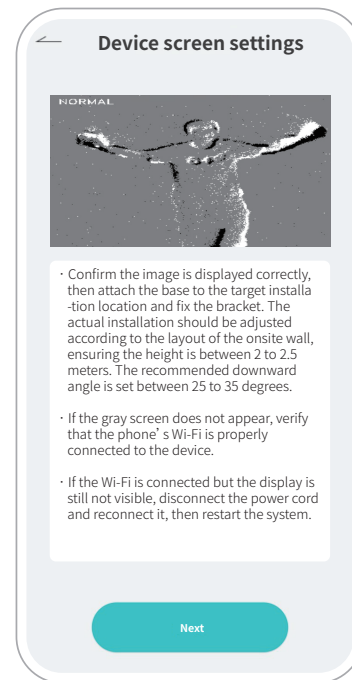 Device screen settings
NORMAL
· Confirm the image is displayed correctly,
then attach the base to the target installa
-tion location and fix the bracket. The
actual installation should be adjusted
according to the layout of the onsite wall,
ensuring the height is between 2 to 2.5
meters. The recommended downward
angle is set between 25 to 35 degrees.
· If the gray screen does not appear, verify
that the phone’s Wi-Fi is properly
connected to the device.
· If the Wi-Fi is connected but the display is
still not visible, disconnect the power cord
and reconnect it, then restart the system.
Next